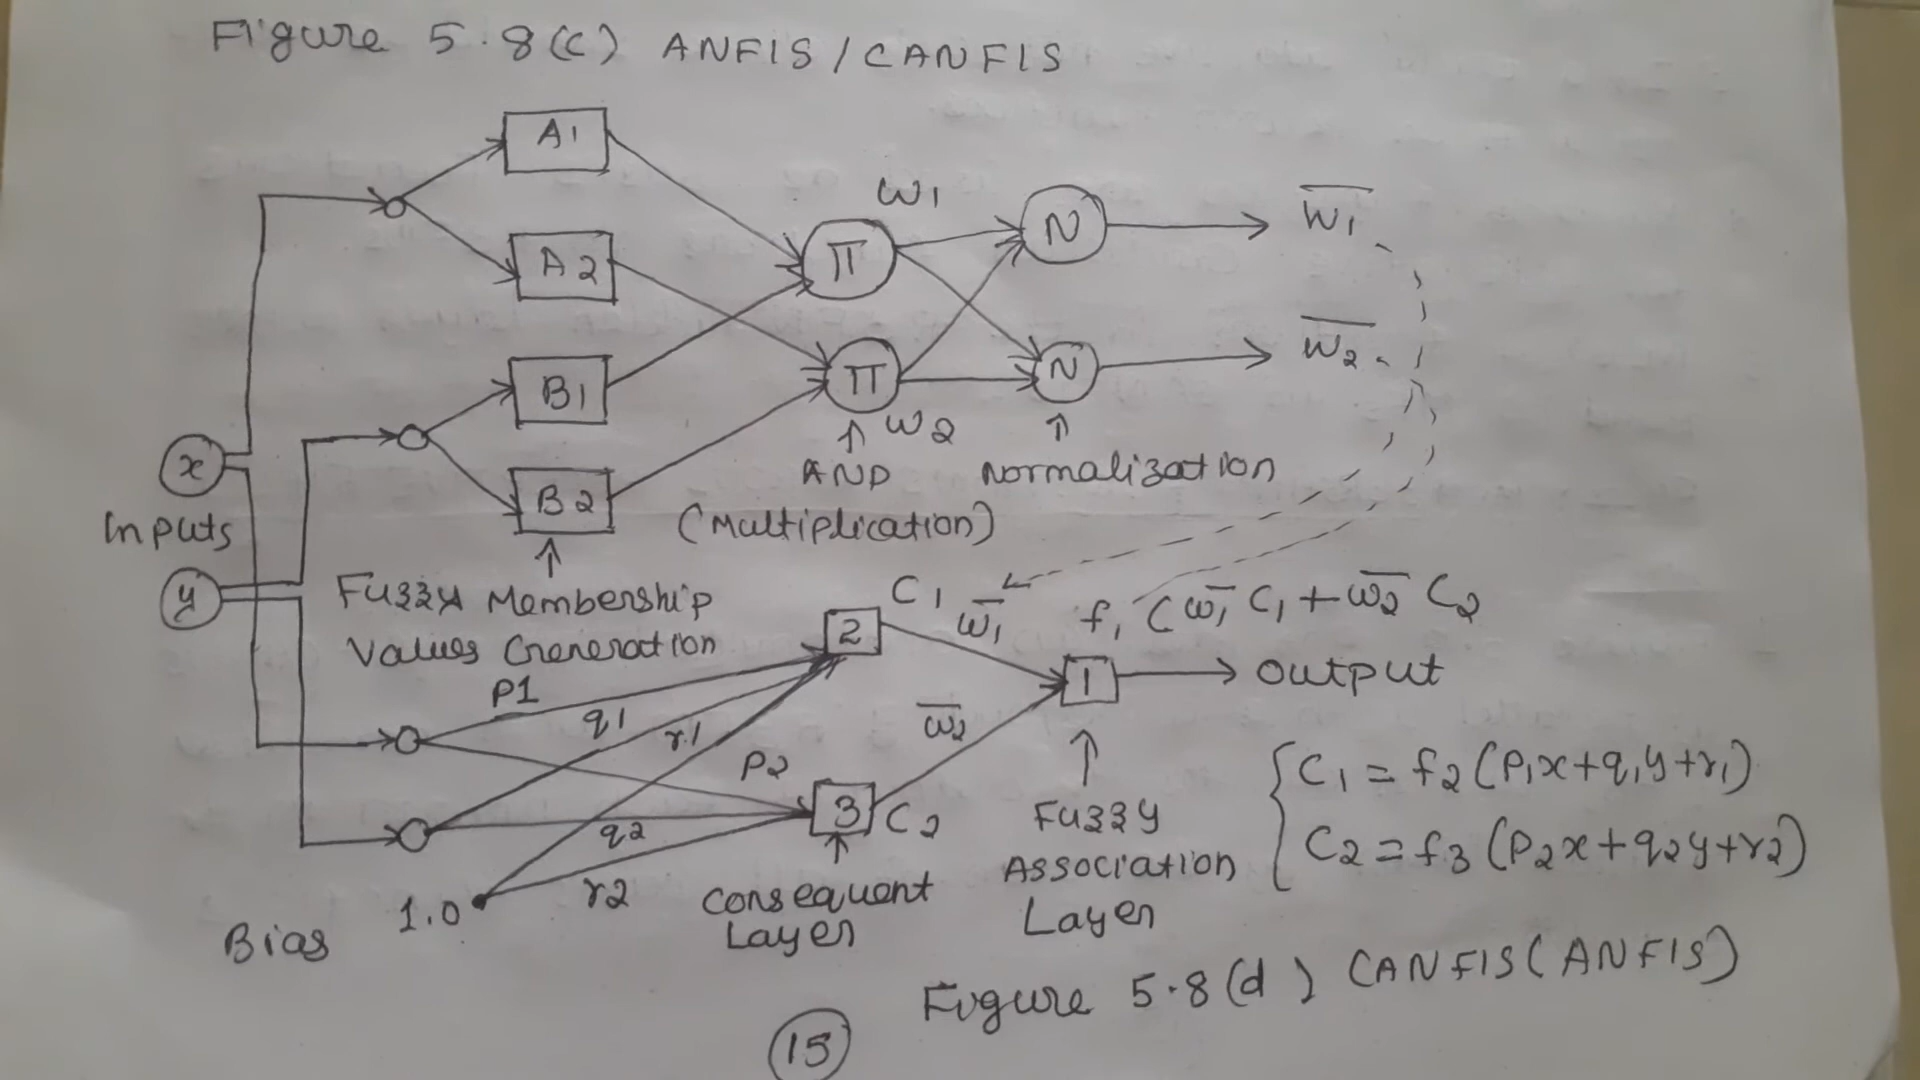 Figure 5.8(c) ANFIS/CANFIS
A1
A2
B1
B2
Π
Π
w1
w2
N
N
w̅1
w̅2
x
Inputs
y
↑
AND
(Multiplication)
↑
Normalization
↑
Fuzzy Membership
Values Generation
P1
q1
r1
P2
q2
r2
2
3
C1
C2
w̅1
w̅2
f1 (w̅1 C1 + w̅2 C2
1
output
C1 = f2 (P1x+q1y+r1)
C2 = f3 (P2x+q2y+r2)
Bias
1.0
Consequent
Layer
Fuzzy
Association
Layer
Figure 5.8(d) CANFIS(ANFIS)
15